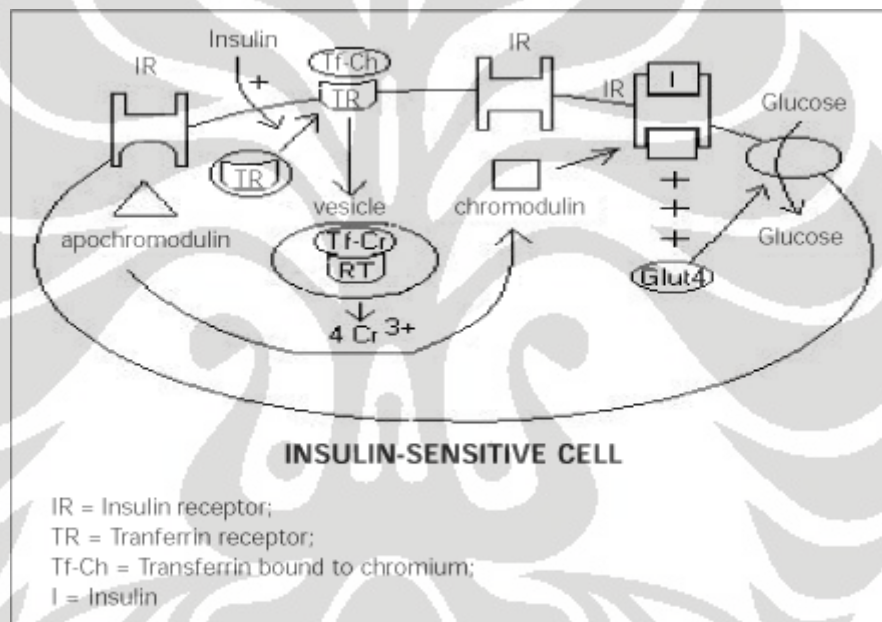 IR
Insulin
+
Tf-Ch
TR
IR
IR
I
Glucose
TR
apochromodulin
vesicle
chromodulin
+
+
+
Glucose
Tf-Cr
RT
Glut4
4 Cr 3+
INSULIN-SENSITIVE CELL
IR = Insulin receptor;
TR = Tranferrin receptor;
Tf-Ch = Transferrin bound to chromium;
I = Insulin